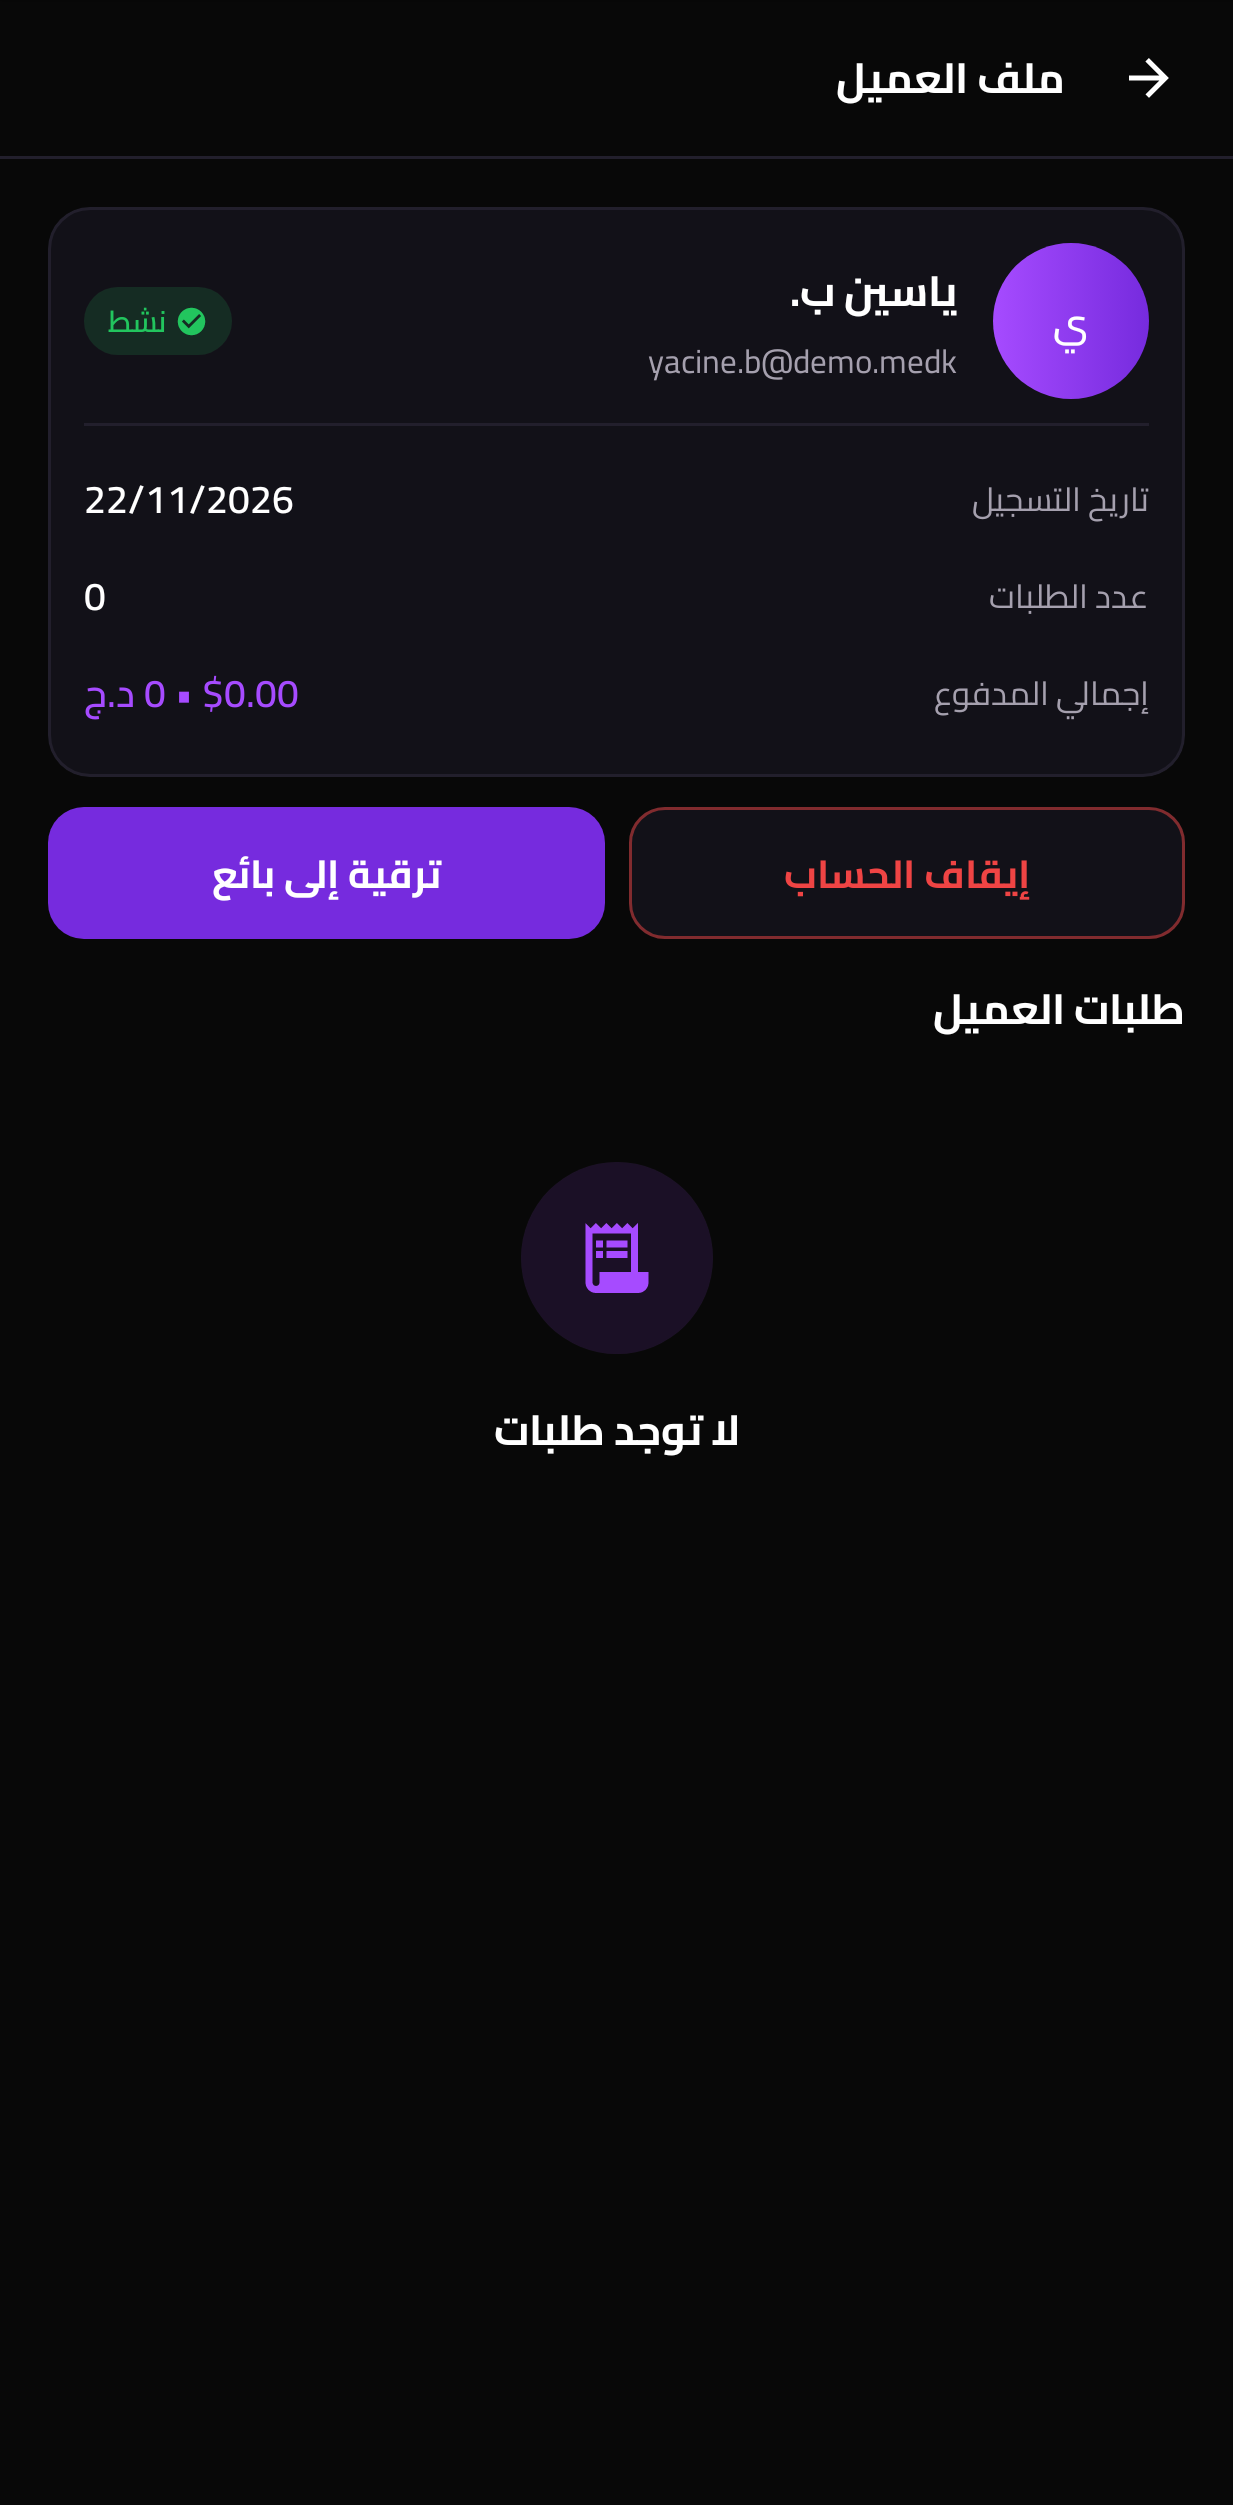 ملف العميل
ي
ياسين ب.
yacine.b@demo.medk
نشط
تاريخ التسجيل 22/11/2026
عدد الطلبات 0
إجمالي المدفوع $0.00 ▪ 0 د.ج
إيقاف الحساب
ترقية إلى بائع
طلبات العميل
لا توجد طلبات